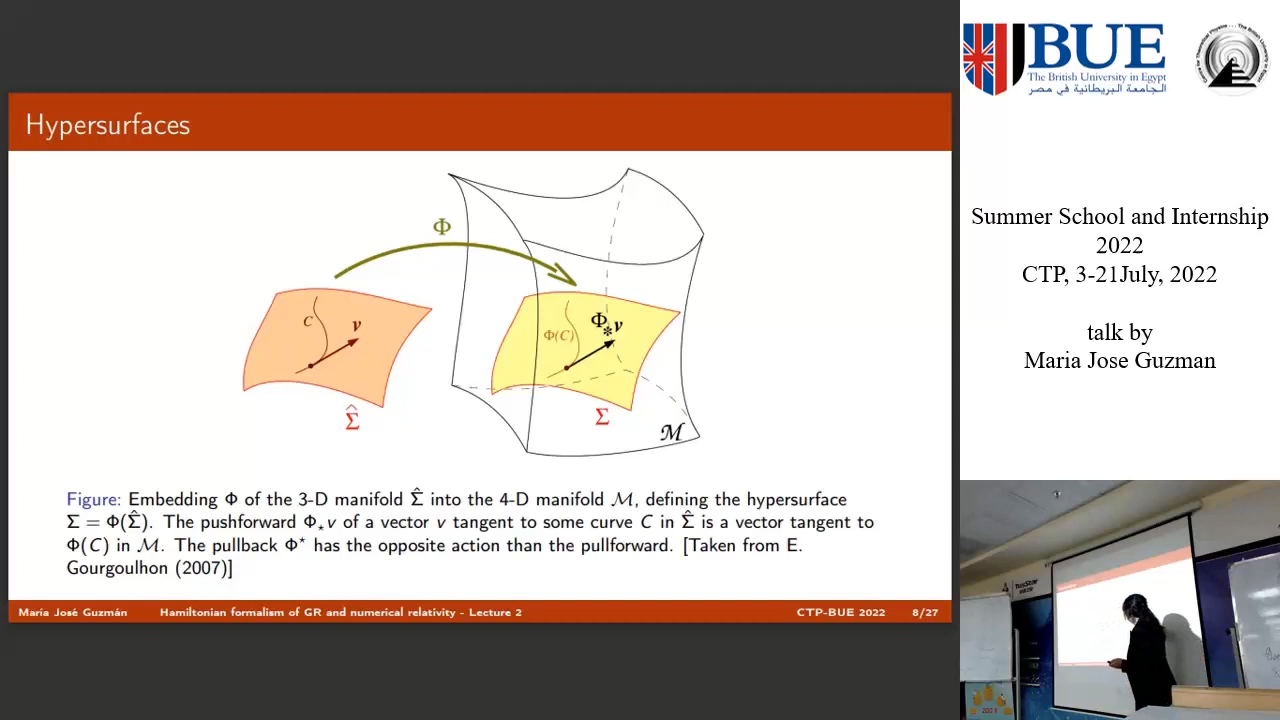 Hypersurfaces
Φ
C
v
Σ̂
Φ(C)
Φ⁎v
Σ
ℳ
Figure: Embedding Φ of the 3-D manifold Σ̂ into the 4-D manifold ℳ, defining the hypersurface
Σ = Φ(Σ̂). The pushforward Φ⋆v of a vector v tangent to some curve C in Σ̂ is a vector tangent to
Φ(C) in ℳ. The pullback Φ* has the opposite action than the pullforward. [Taken from E.
Gourgoulhon (2007)]
María José Guzmán Hamiltonian formalism of GR and numerical relativity - Lecture 2 CTP-BUE 2022 8/27
BUE
The British University in Egypt
الجامعة البريطانية في مصر
Summer School and Internship
2022
CTP, 3-21July, 2022
talk by
Maria Jose Guzman